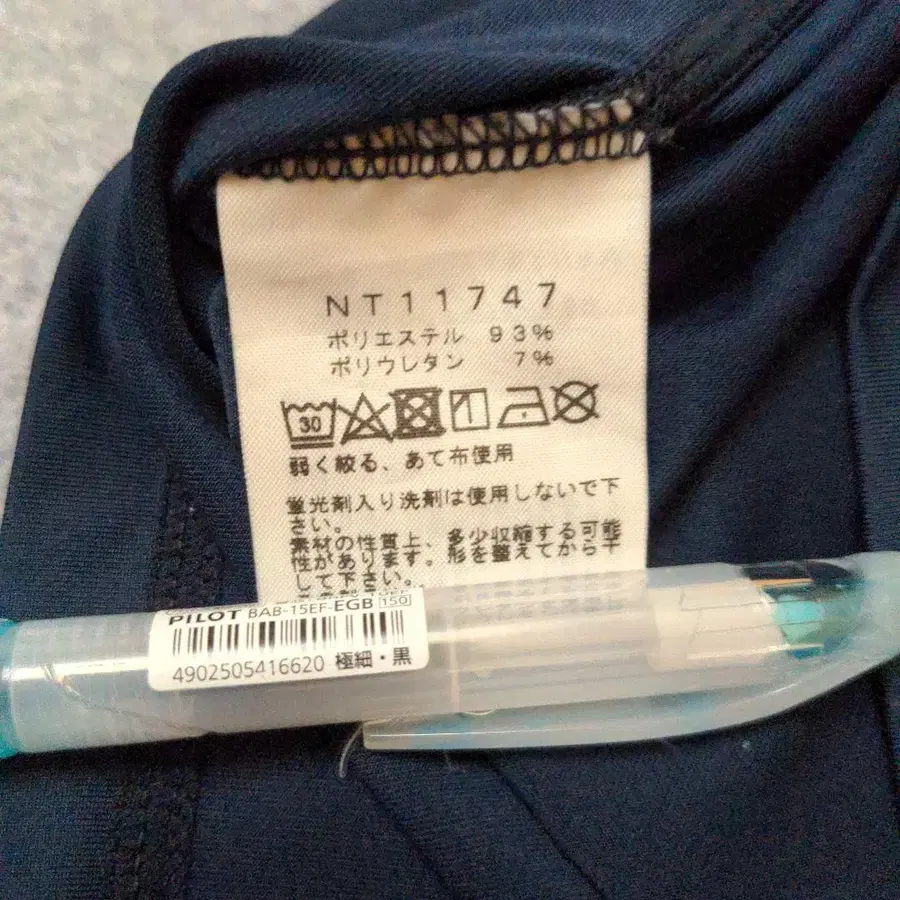 NT11747
ポリエステル 93%
ポリウレタン 7%
30
弱く絞る、あて布使用
蛍光剤入り洗剤は使用しないで下
さい。
素材の性質上、多少収縮する可能
性があります。形を整えてから干
して下さい。
PILOT BAB-15EF-EGB 150
4902505416620 極細・黒